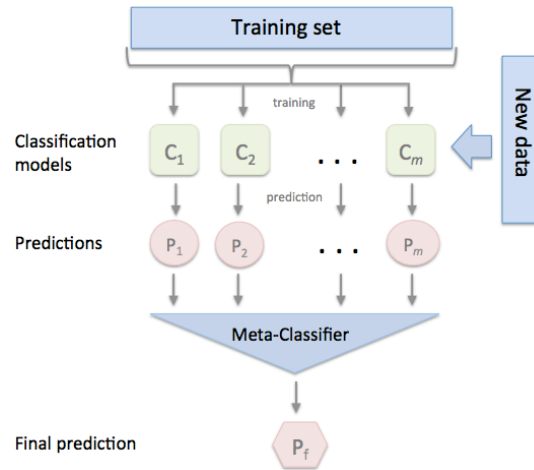 Training set
training
New data
Classification
models
C1 C2 . . . Cm
prediction
Predictions
P1 P2 . . . Pm
Meta-Classifier
Final prediction
Pf